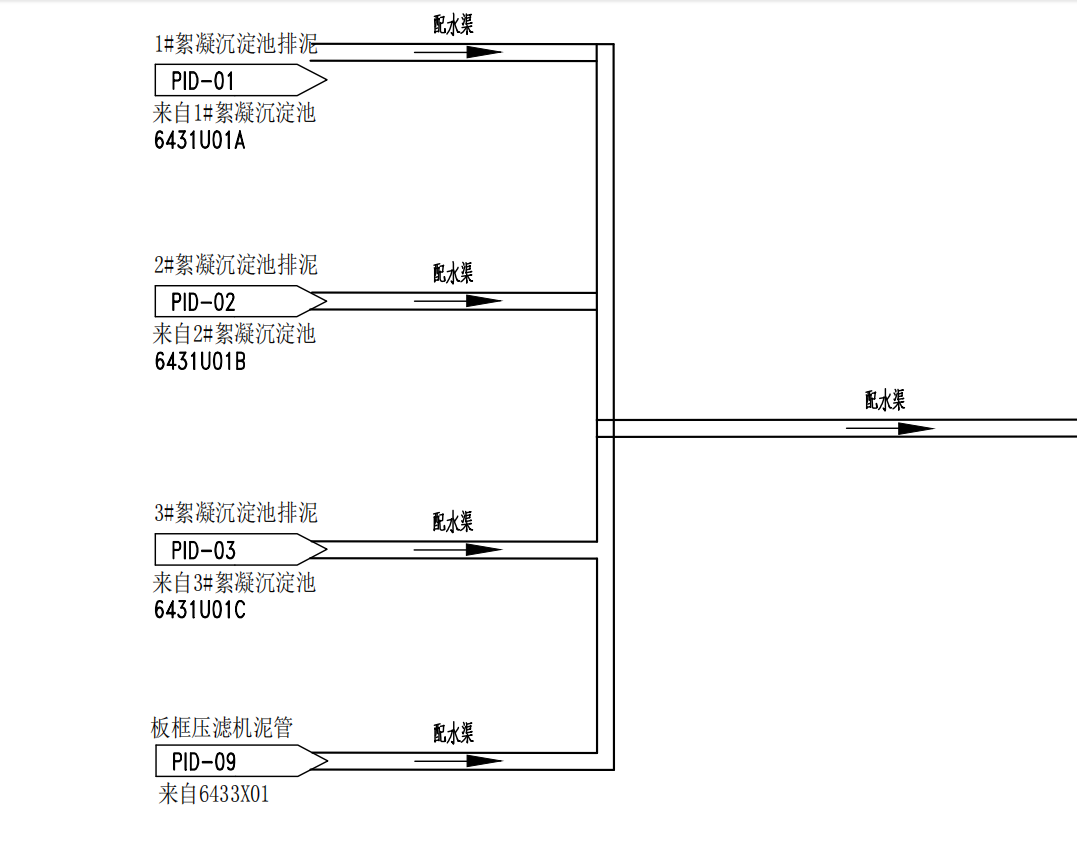 配水渠
1#絮凝沉淀池排泥
PID-01
来自1#絮凝沉淀池
6431U01A
2#絮凝沉淀池排泥
配水渠
PID-02
来自2#絮凝沉淀池
6431U01B
配水渠
3#絮凝沉淀池排泥
配水渠
PID-03
来自3#絮凝沉淀池
6431U01C
板框压滤机泥管
配水渠
PID-09
来自6433X01